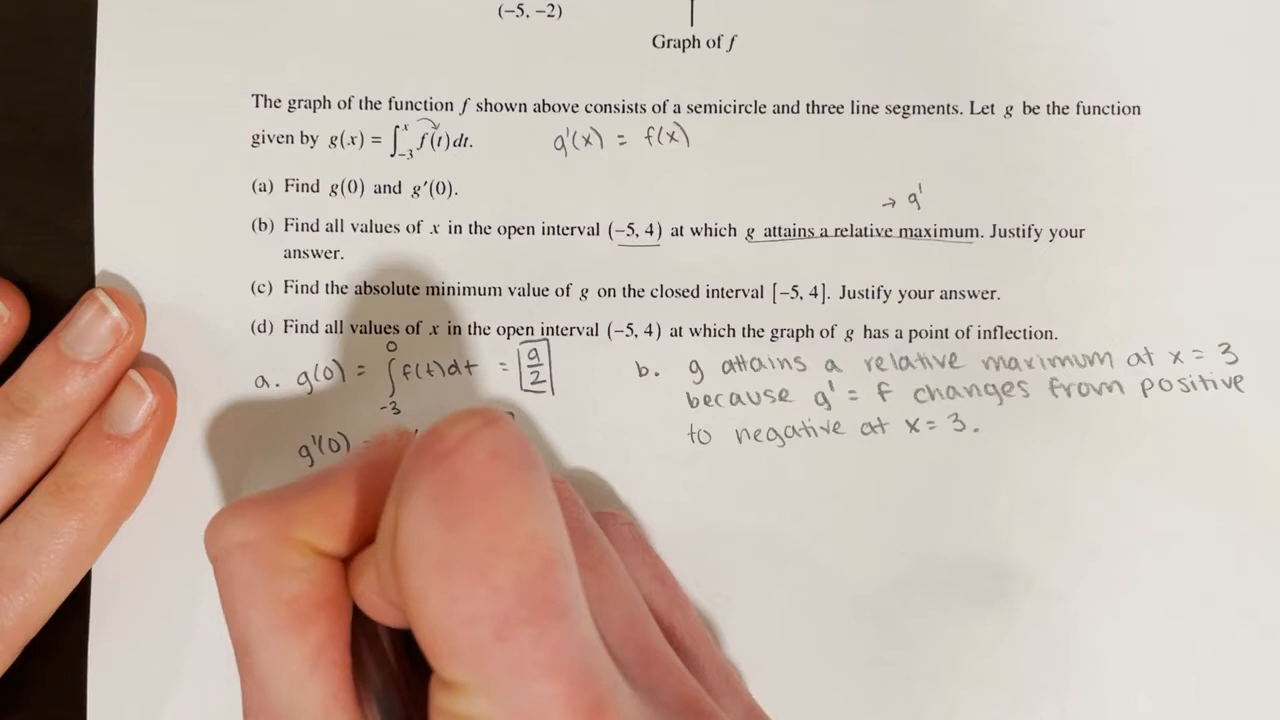 (−5, −2)
Graph of f
The graph of the function f shown above consists of a semicircle and three line segments. Let g be the function
given by g(x) = ∫₋₃ˣ f(t) dt. g'(x) = f(x)
(a) Find g(0) and g′(0).
→ g'
(b) Find all values of x in the open interval (−5, 4) at which g attains a relative maximum. Justify your
answer.
(c) Find the absolute minimum value of g on the closed interval [−5, 4]. Justify your answer.
(d) Find all values of x in the open interval (−5, 4) at which the graph of g has a point of inflection.
a. g(0) = ∫₋₃⁰ f(t)dt = 9/2
g'(0) =
b. g attains a relative maximum at x = 3
because g' = f changes from positive
to negative at x = 3.